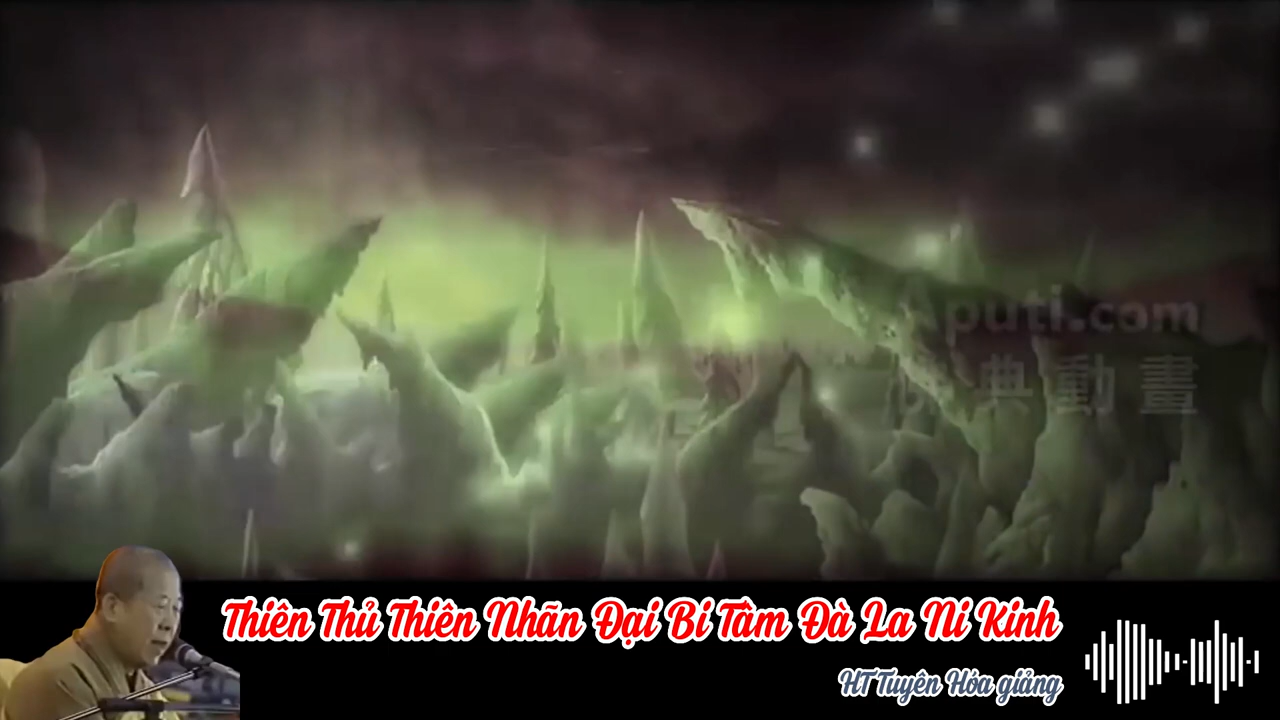 puti.com
典動畫
Thiên Thủ Thiên Nhãn Đại Bi Tâm Đà La Ni Kinh
HT Tuyên Hóa giảng